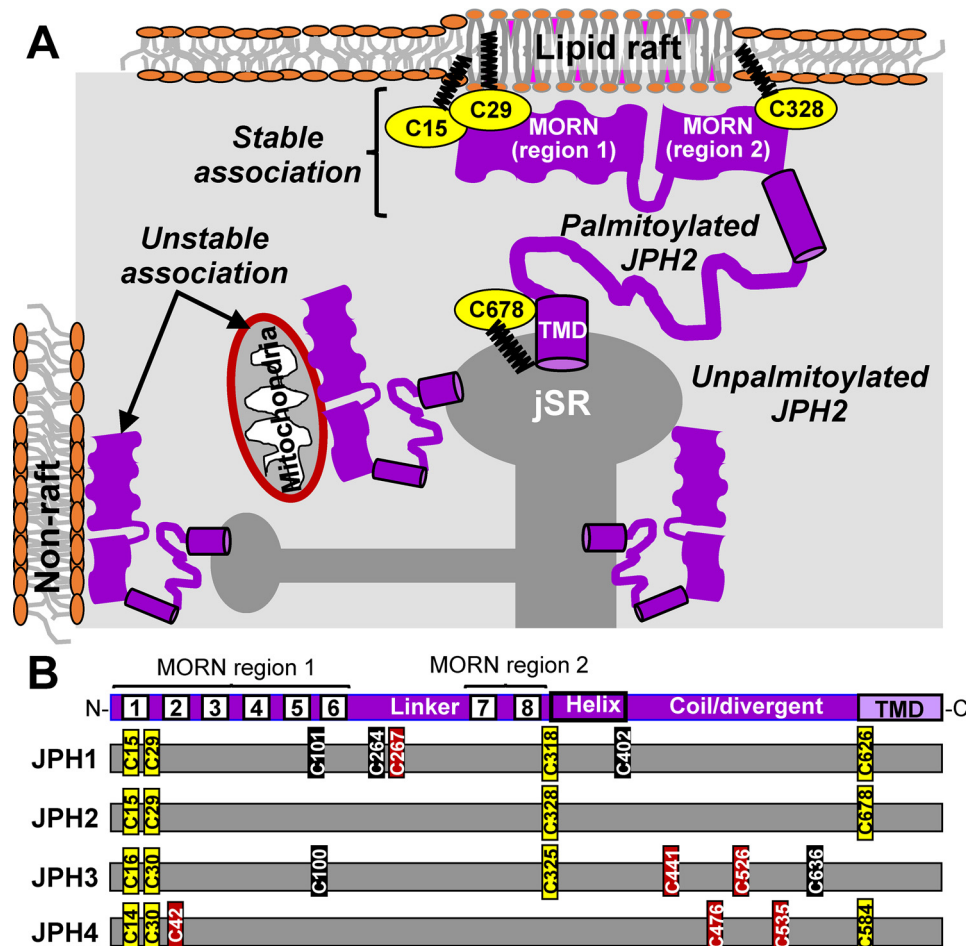 A
Lipid raft
C15
C29
C328
MORN
(region 1)
MORN
(region 2)
Stable
association
Unstable
association
Palmitoylated
JPH2
C678
TMD
Mitochondria
jSR
Unpalmitoylated
JPH2
Non-raft
B
MORN region 1
MORN region 2
N- 1 2 3 4 5 6 Linker 7 8 Helix Coil/divergent TMD -C
JPH1 C15 C29 C101 C264 C267 C318 C402 C626
JPH2 C15 C29 C328 C678
JPH3 C16 C30 C100 C325 C441 C526 C636
JPH4 C14 C30 C42 C476 C535 C584